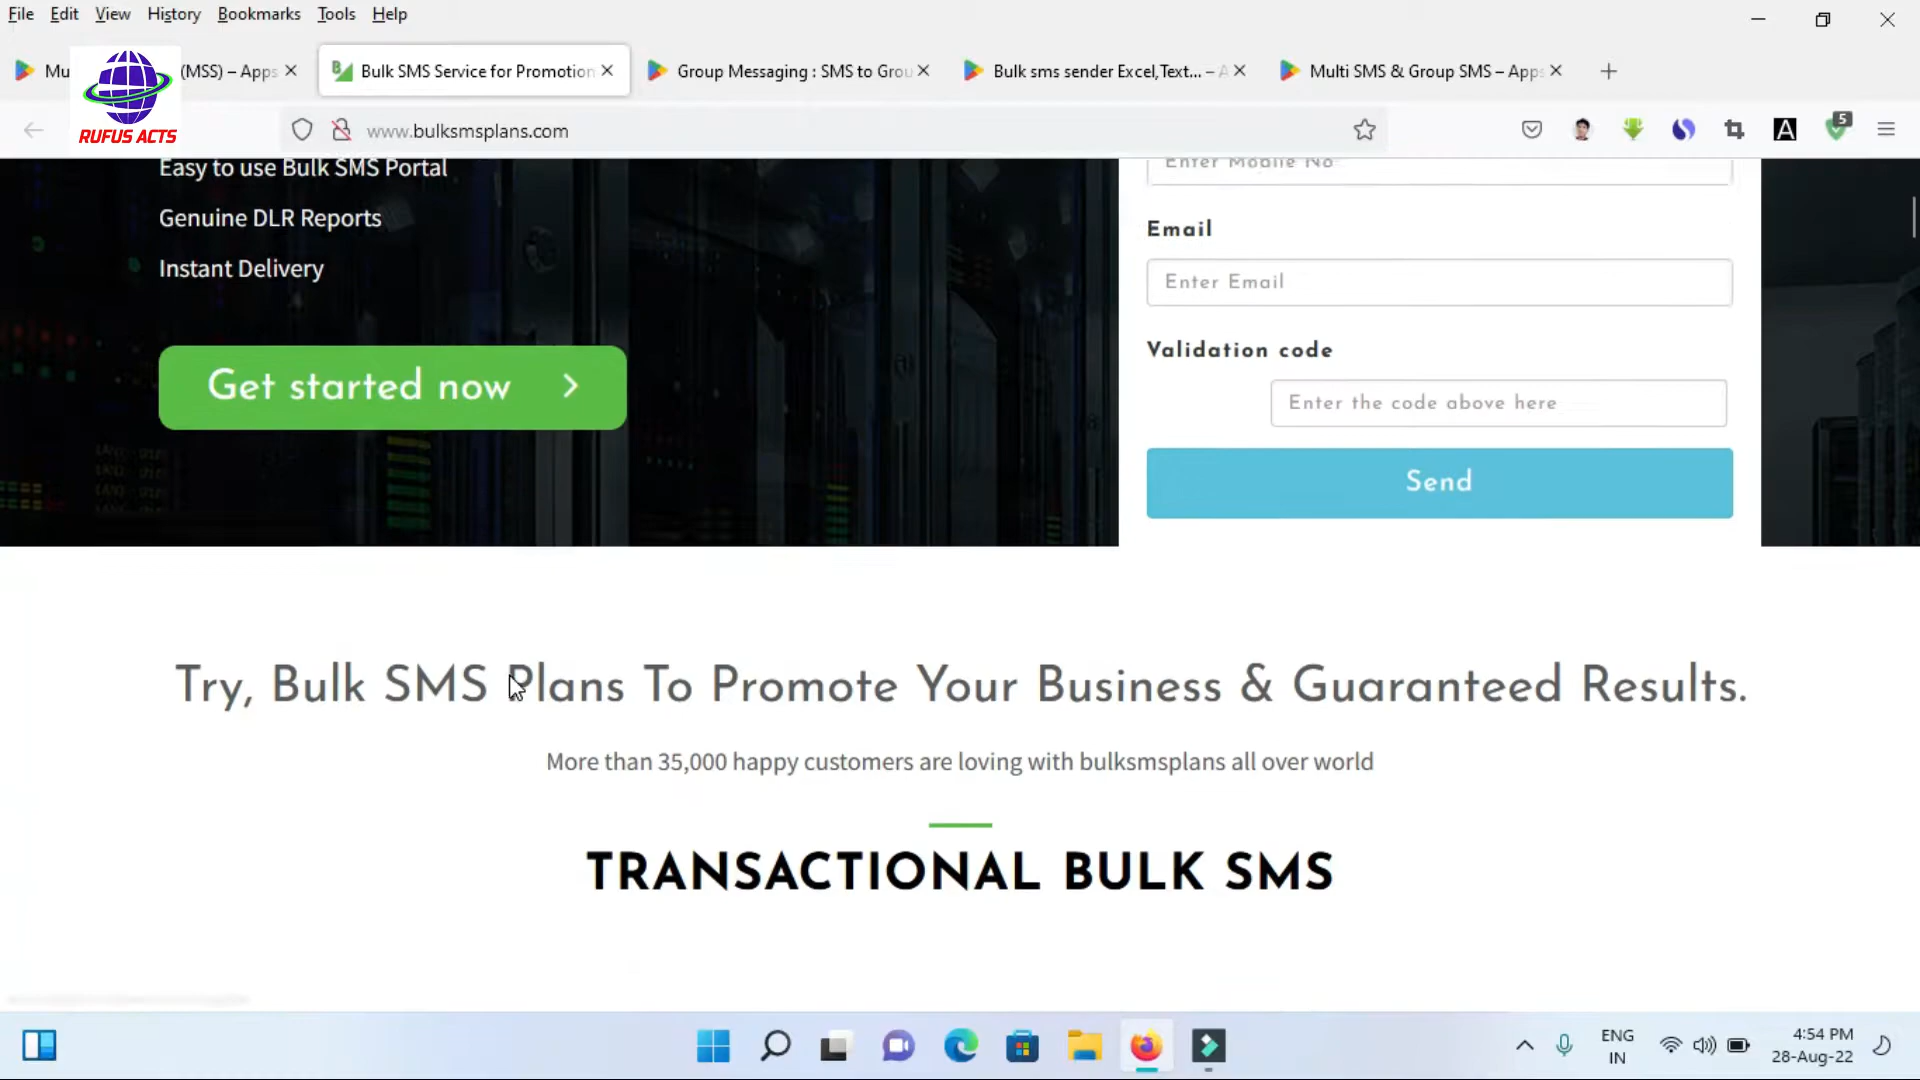 File Edit View History Bookmarks Tools Help
Mu (MSS) – Apps
Bulk SMS Service for Promotion
Group Messaging : SMS to Grou
Bulk sms sender Excel,Text... – A
Multi SMS & Group SMS – Apps
RUFUS ACTS
www.bulksmsplans.com
5
Easy to use Bulk SMS Portal
Genuine DLR Reports
Instant Delivery
Get started now
Enter Mobile No
Email
Enter Email
Validation code
Enter the code above here
Send
Try, Bulk SMS Plans To Promote Your Business & Guaranteed Results.
More than 35,000 happy customers are loving with bulksmsplans all over world
TRANSACTIONAL BULK SMS
ENG
IN
4:54 PM
28-Aug-22